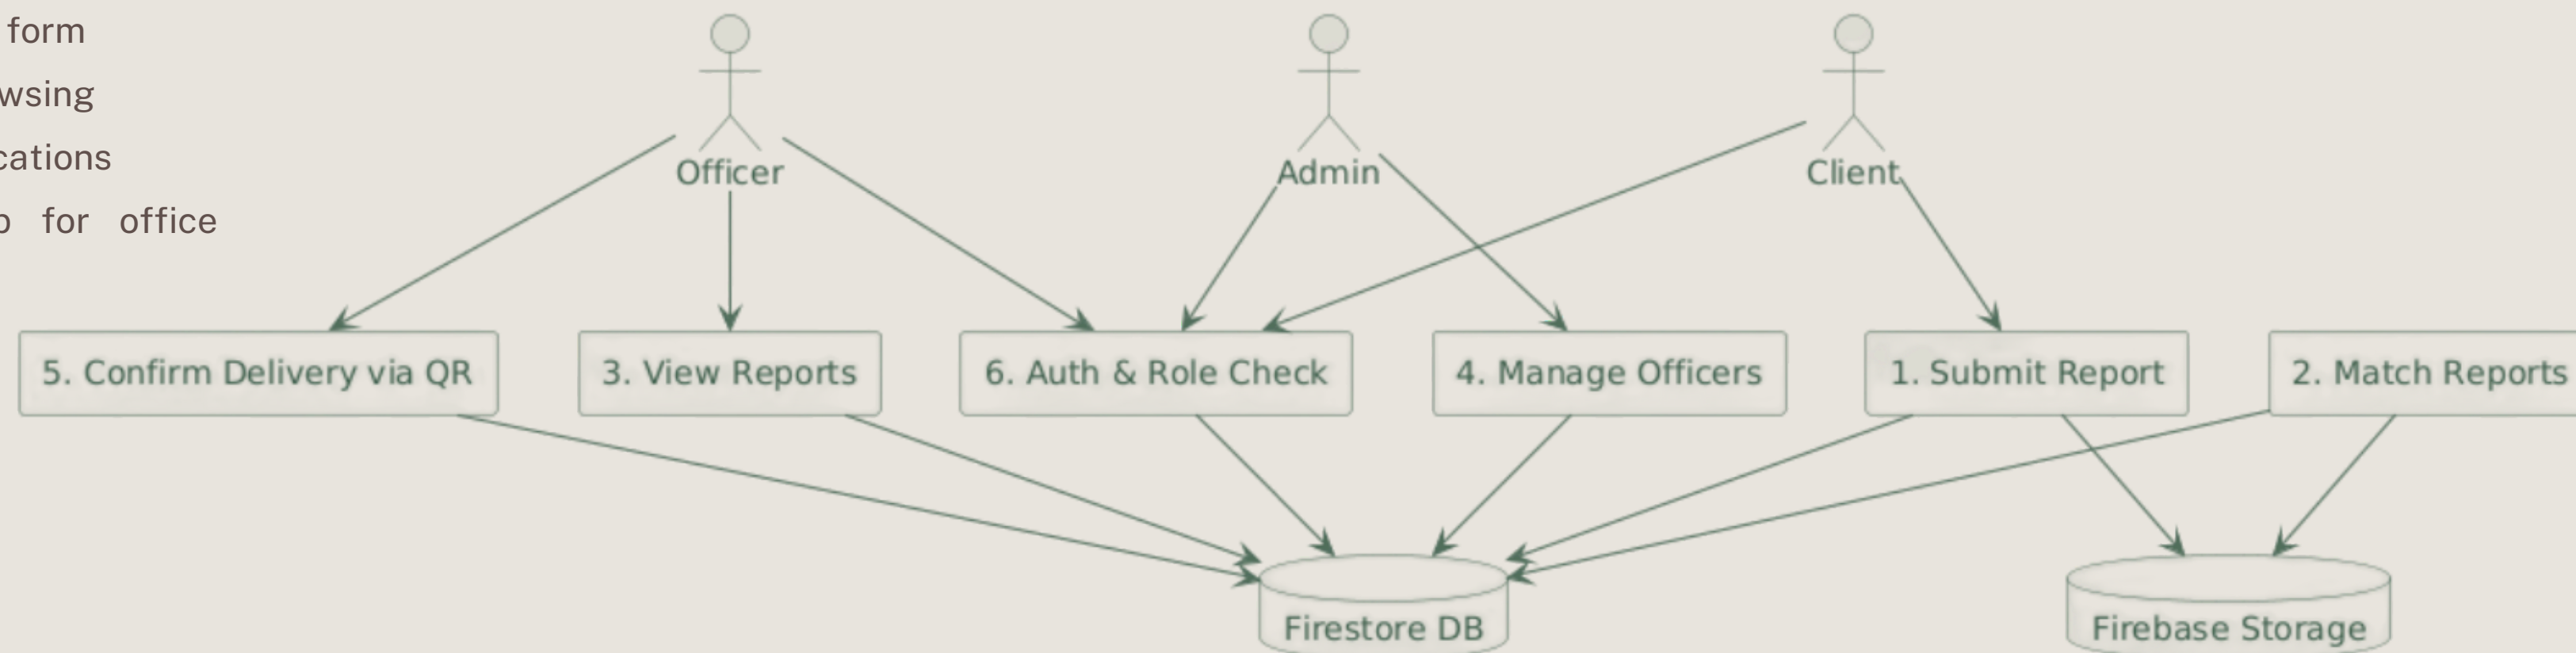 form
wsing
cations
for office
Officer
Admin
Client
5. Confirm Delivery via QR
3. View Reports
6. Auth & Role Check
4. Manage Officers
1. Submit Report
2. Match Reports
Firestore DB
Firebase Storage